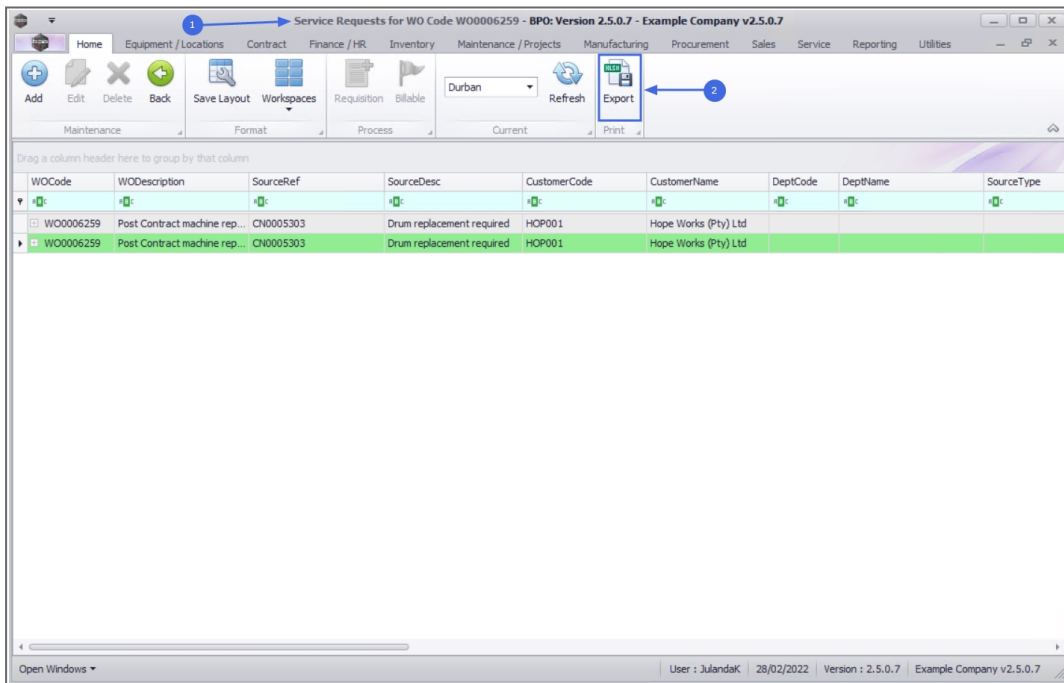 1
Service Requests for WO Code WO0006259 - BPO: Version 2.5.0.7 - Example Company v2.5.0.7
Home Equipment / Locations Contract Finance / HR Inventory Maintenance / Projects Manufacturing Procurement Sales Service Reporting Utilities
Add Edit Delete Back Save Layout Workspaces Requisition Billable Durban Refresh XLSX Export 2
Maintenance Format Process Current Print
Drag a column header here to group by that column
WOCode WODescription SourceRef SourceDesc CustomerCode CustomerName DeptCode DeptName SourceType
WO0006259 Post Contract machine rep... CN0005303 Drum replacement required HOP001 Hope Works (Pty) Ltd
WO0006259 Post Contract machine rep... CN0005303 Drum replacement required HOP001 Hope Works (Pty) Ltd
Open Windows User : JulandaK 28/02/2022 Version : 2.5.0.7 Example Company v2.5.0.7